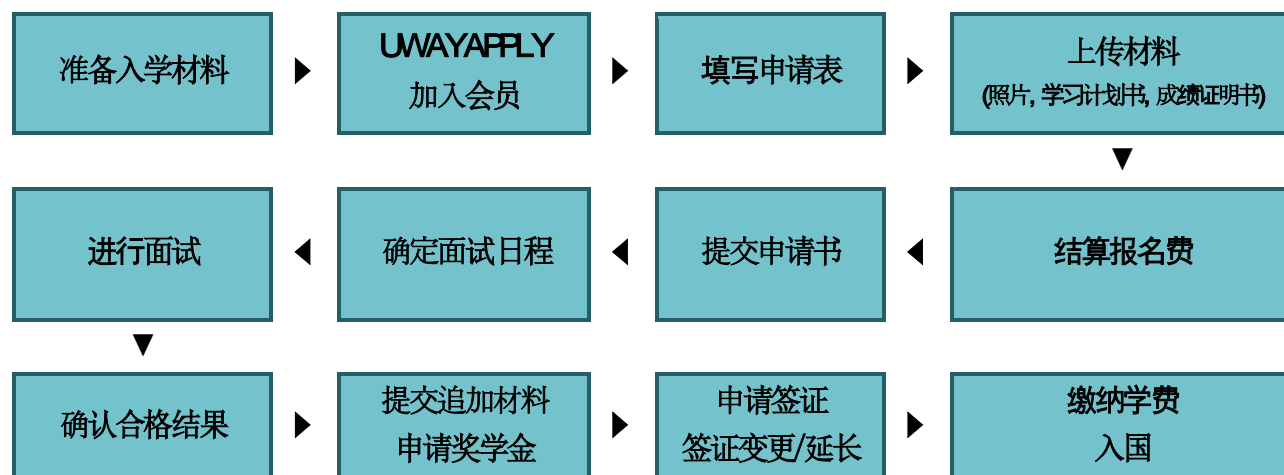 准备入学材料
UWAYAPPLY
加入会员
填写申请表
上传材料
(照片, 学习计划书, 成绩证明书)
结算报名费
提交申请书
确定面试日程
进行面试
确认合格结果
提交追加材料
申请奖学金
申请签证
签证变更/延长
缴纳学费
入国